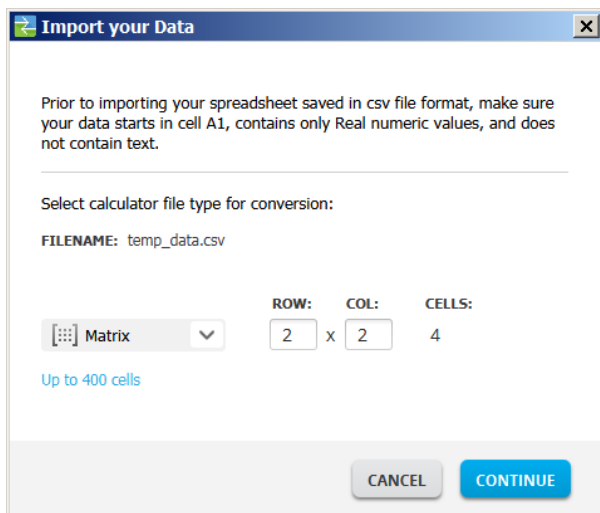 Import your Data
Prior to importing your spreadsheet saved in csv file format, make sure
your data starts in cell A1, contains only Real numeric values, and does
not contain text.
Select calculator file type for conversion:
FILENAME: temp_data.csv
ROW: COL: CELLS:
Matrix 2 x 2 4
Up to 400 cells
CANCEL CONTINUE